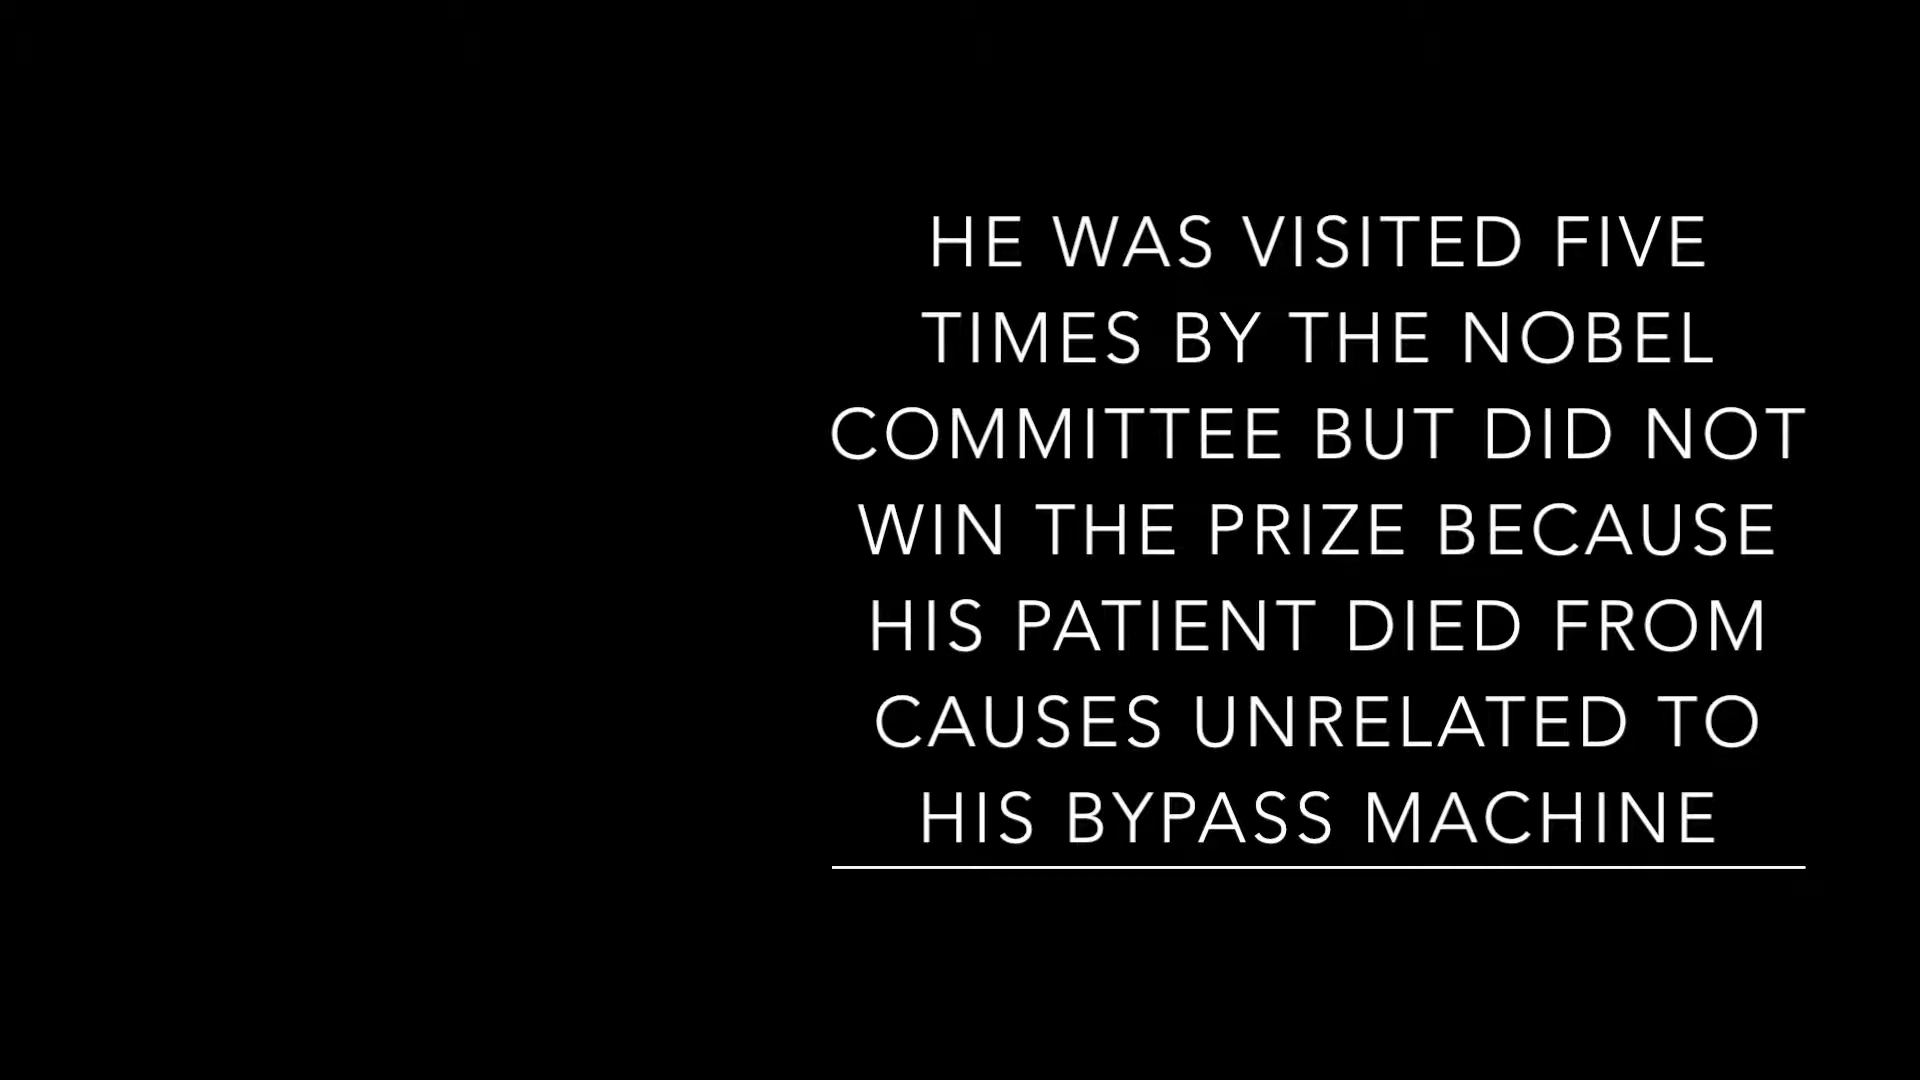 HE WAS VISITED FIVE
TIMES BY THE NOBEL
COMMITTEE BUT DID NOT
WIN THE PRIZE BECAUSE
HIS PATIENT DIED FROM
CAUSES UNRELATED TO
HIS BYPASS MACHINE